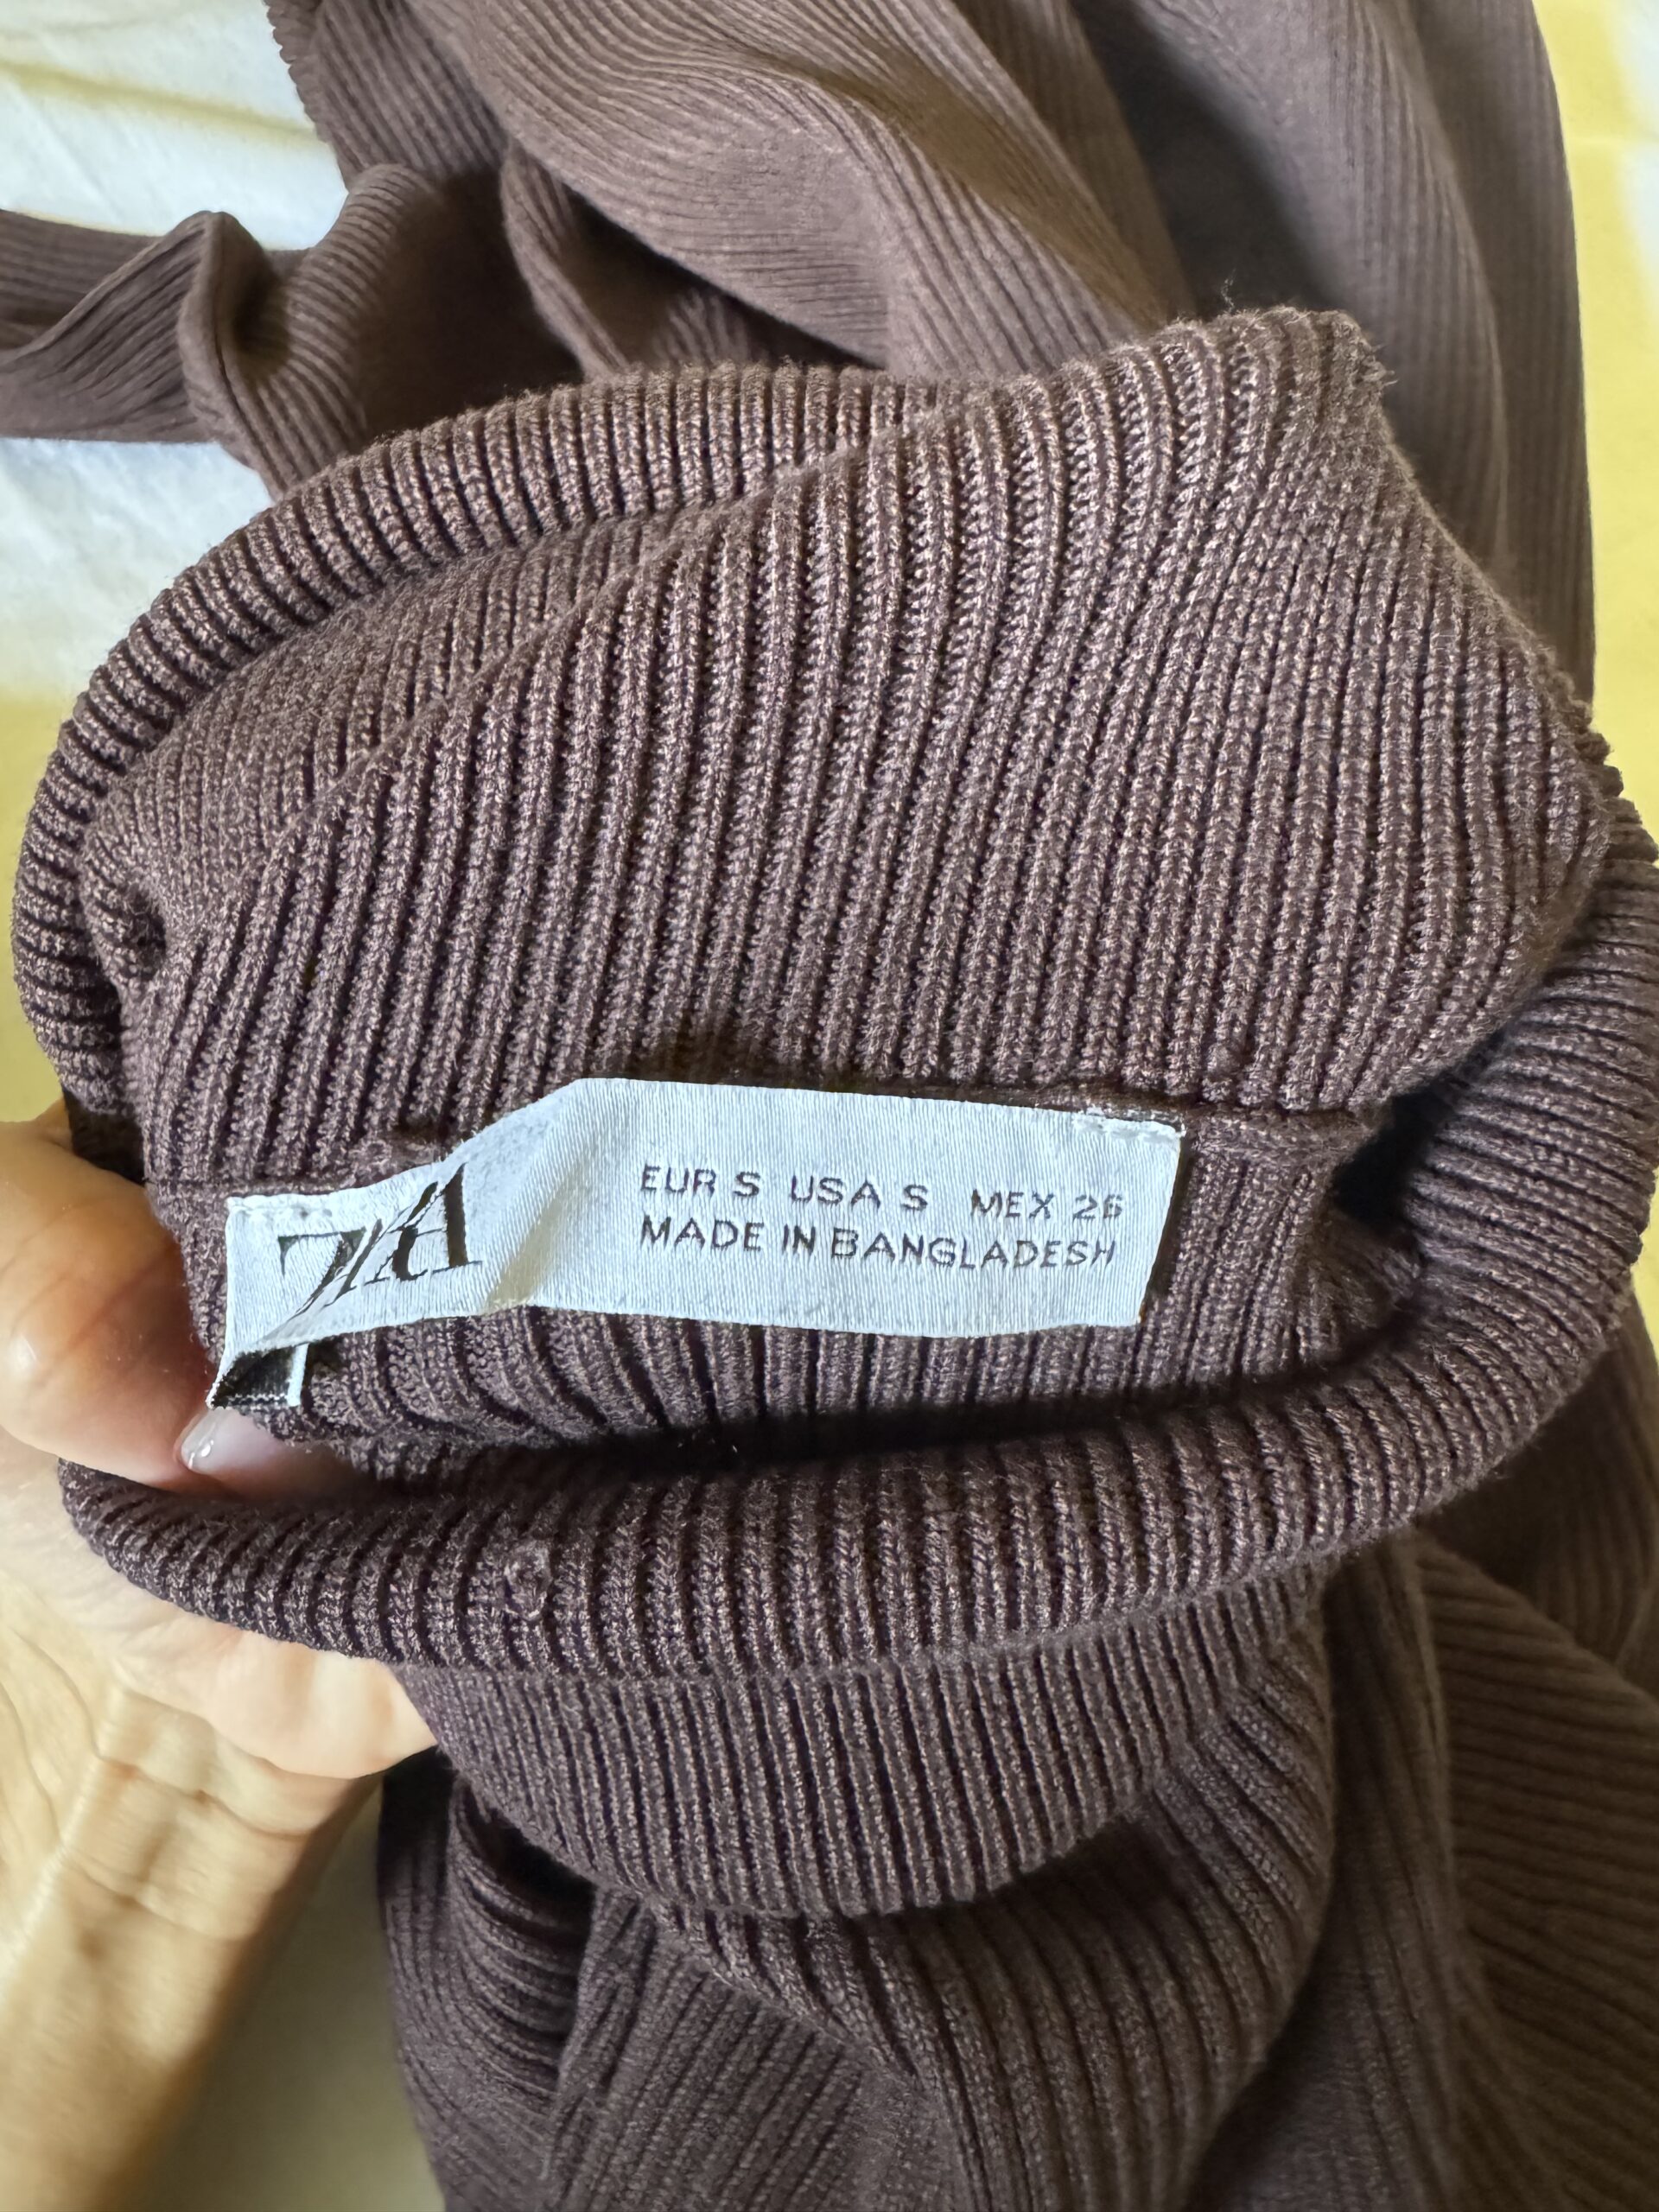 ZARA
EUR S USA S MEX 26
MADE IN BANGLADESH